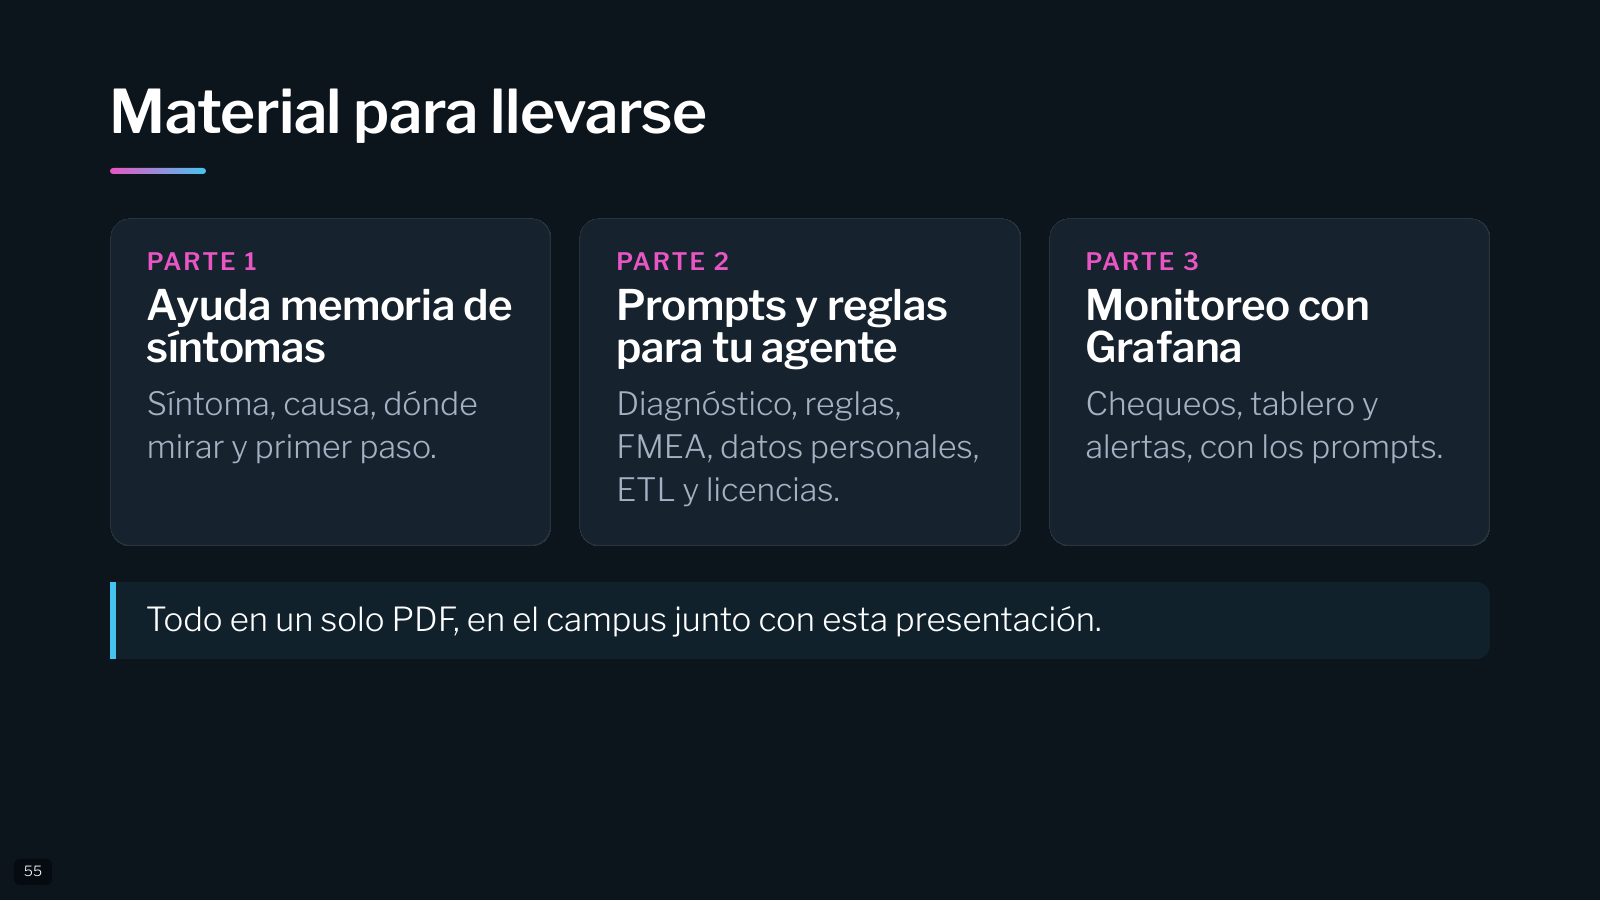 Material para llevarse
PARTE 1
Ayuda memoria de
síntomas
Síntoma, causa, dónde
mirar y primer paso.
PARTE 2
Prompts y reglas
para tu agente
Diagnóstico, reglas,
FMEA, datos personales,
ETL y licencias.
PARTE 3
Monitoreo con
Grafana
Chequeos, tablero y
alertas, con los prompts.
Todo en un solo PDF, en el campus junto con esta presentación.
55